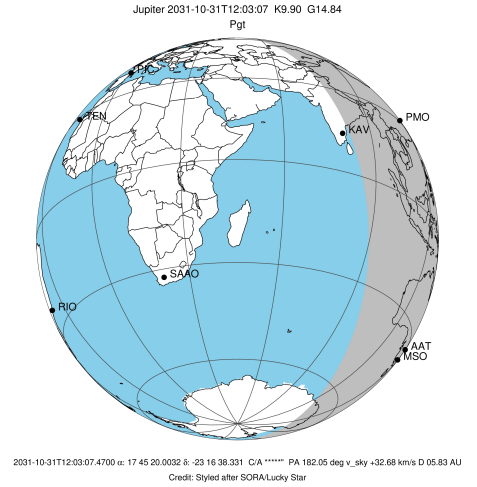 Jupiter 2031-10-31T12:03:07  K9.90  G14.84
Pgt
PIC
TEN
PMO
KAV
SAAO
RIO
AAT
MSO
2031-10-31T12:03:07.4700 α: 17 45 20.0032 δ: -23 16 38.331  C/A *****"  PA 182.05 deg v_sky +32.68 km/s D 05.83 AU
Credit: Styled after SORA/Lucky Star